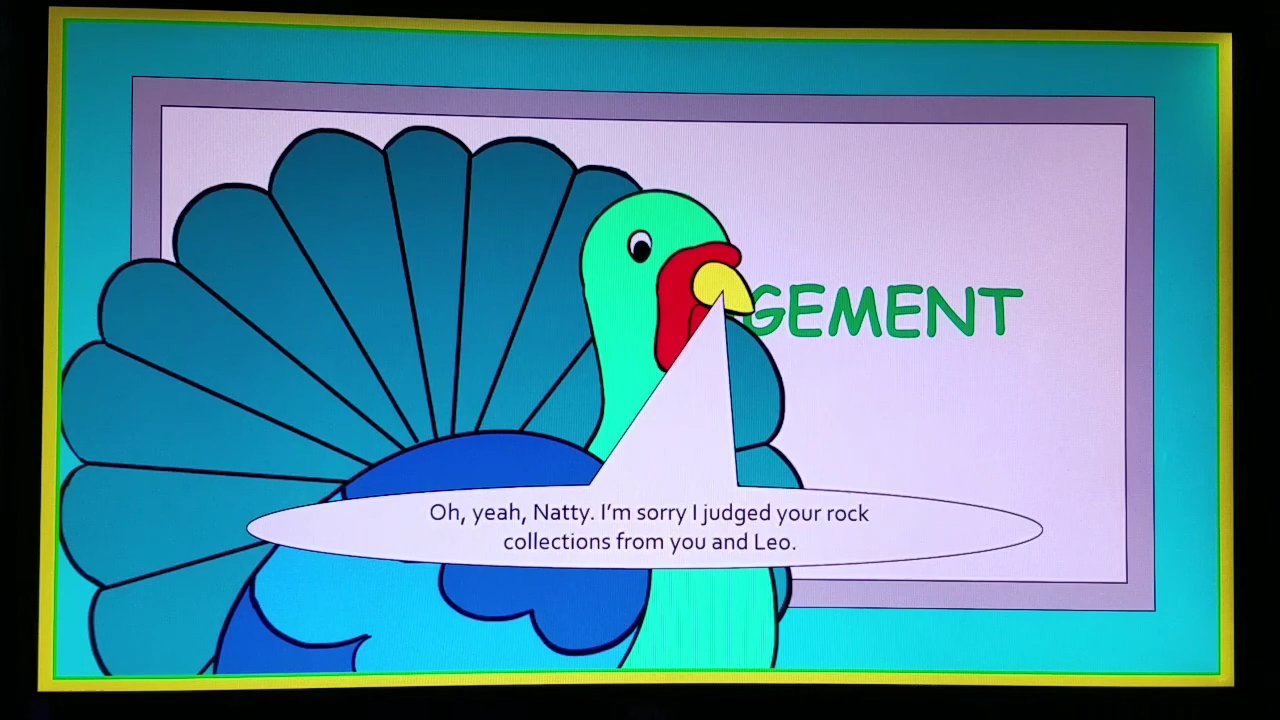 GEMENT
Oh, yeah, Natty. I'm sorry I judged your rock
collections from you and Leo.